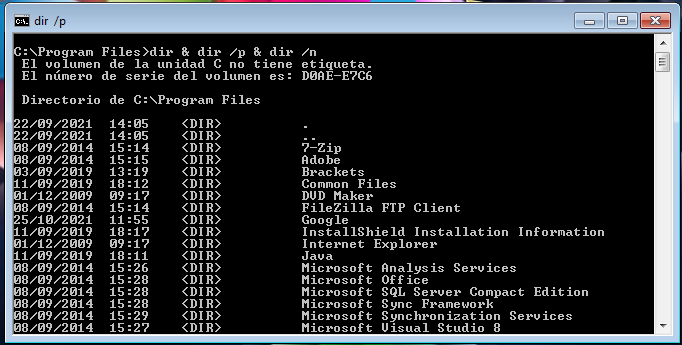 dir /p
C:\Program Files>dir & dir /p & dir /n
El volumen de la unidad C no tiene etiqueta.
El número de serie del volumen es: D0AE-E7C6
Directorio de C:\Program Files
22/09/2021 14:05 <DIR> .
22/09/2021 14:05 <DIR> ..
08/09/2014 15:14 <DIR> 7-Zip
08/09/2014 15:15 <DIR> Adobe
03/09/2019 13:19 <DIR> Brackets
11/09/2019 18:12 <DIR> Common Files
01/12/2009 09:17 <DIR> DVD Maker
08/09/2014 15:14 <DIR> FileZilla FTP Client
25/10/2021 11:55 <DIR> Google
11/09/2019 18:17 <DIR> InstallShield Installation Information
01/12/2009 09:17 <DIR> Internet Explorer
11/09/2019 18:11 <DIR> Java
08/09/2014 15:26 <DIR> Microsoft Analysis Services
08/09/2014 15:28 <DIR> Microsoft Office
08/09/2014 15:28 <DIR> Microsoft SQL Server Compact Edition
08/09/2014 15:28 <DIR> Microsoft Sync Framework
08/09/2014 15:29 <DIR> Microsoft Synchronization Services
08/09/2014 15:27 <DIR> Microsoft Visual Studio 8